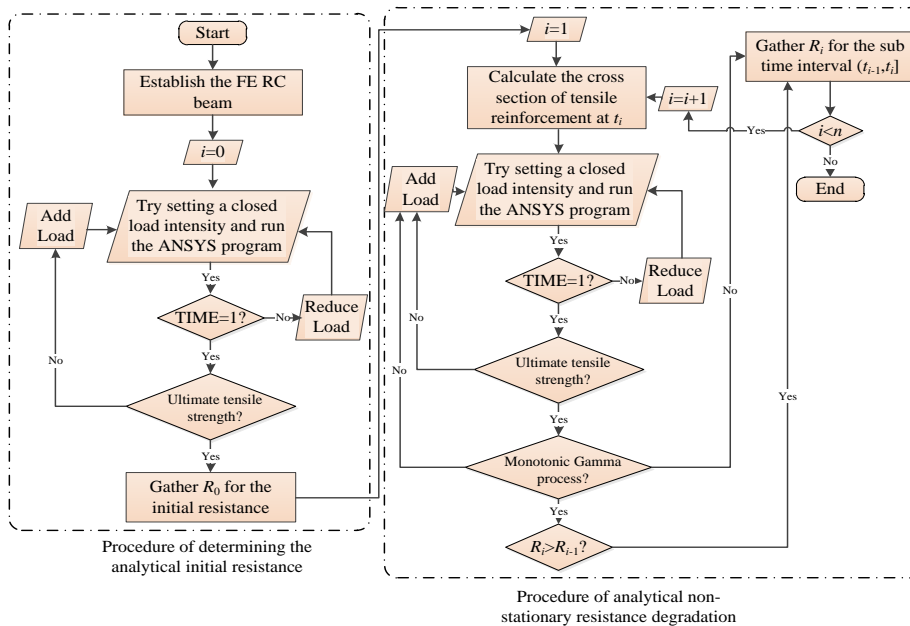 Start
Establish the FE RC
beam
i=0
Try setting a closed
load intensity and run
the ANSYS program
Add
Load
Yes
TIME=1?
No
Reduce
Load
Yes
No
Ultimate tensile
strength?
Yes
Gather R0 for the
initial resistance
Procedure of determining the
analytical initial resistance
i=1
Calculate the cross
section of tensile
reinforcement at ti
i=i+1
Try setting a closed
load intensity and run
the ANSYS program
Add
Load
Yes
TIME=1?
No
Reduce
Load
Yes
No
No
Ultimate tensile
strength?
Yes
Monotonic Gamma
process?
No
Yes
Ri>Ri-1?
Yes
Gather Ri for the sub
time interval (ti-1,ti]
i<n
Yes
No
End
Procedure of analytical non-
stationary resistance degradation